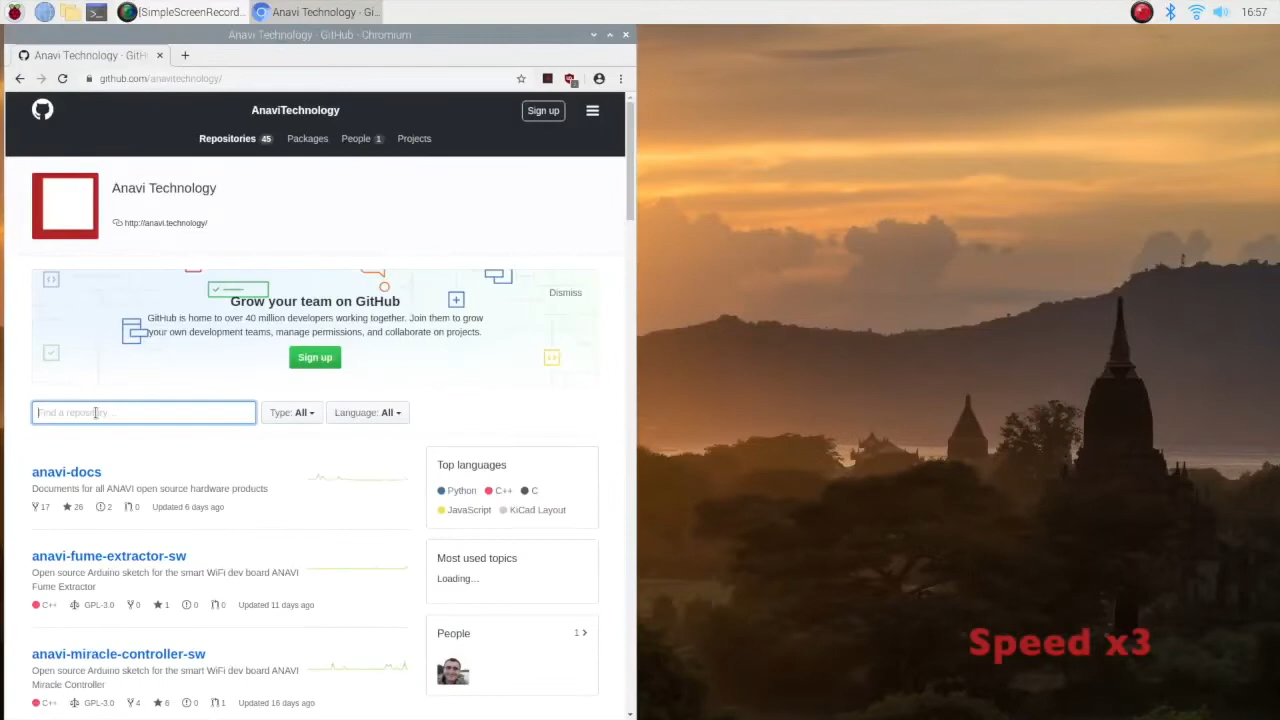 [SimpleScreenRecord...
Anavi Technology · Gi...
16:57
Anavi Technology · GitHub - Chromium
Anavi Technology · GitH
github.com/anavitechnology/
AnaviTechnology
Sign up
Repositories 45
Packages
People 1
Projects
Anavi Technology
http://anavi.technology/
Grow your team on GitHub
Dismiss
GitHub is home to over 40 million developers working together. Join them to grow
your own development teams, manage permissions, and collaborate on projects.
Sign up
Find a repository...
Type: All
Language: All
anavi-docs
Documents for all ANAVI open source hardware products
17 26 2 0 Updated 6 days ago
anavi-fume-extractor-sw
Open source Arduino sketch for the smart WiFi dev board ANAVI
Fume Extractor
C++ GPL-3.0 0 1 0 0 Updated 11 days ago
anavi-miracle-controller-sw
Open source Arduino sketch for the smart WiFi dev board ANAVI
Miracle Controller
C++ GPL-3.0 4 6 0 1 Updated 16 days ago
Top languages
Python C++ C
JavaScript KiCad Layout
Most used topics
Loading…
People 1 >
Speed x3